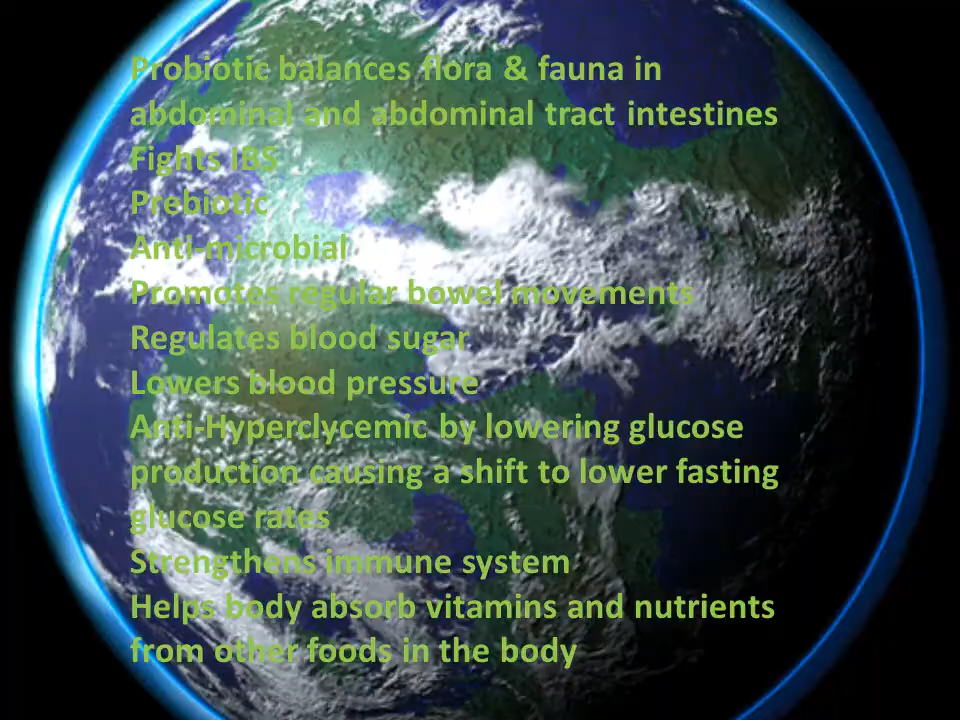 Probiotic balances flora & fauna in
abdominal and abdominal tract intestines
Fights IBS
Prebiotic
Anti-microbial
Promotes regular bowel movements
Regulates blood sugar
Lowers blood pressure
Anti-Hyperclycemic by lowering glucose
production causing a shift to lower fasting
glucose rates
Strengthens immune system
Helps body absorb vitamins and nutrients
from other foods in the body